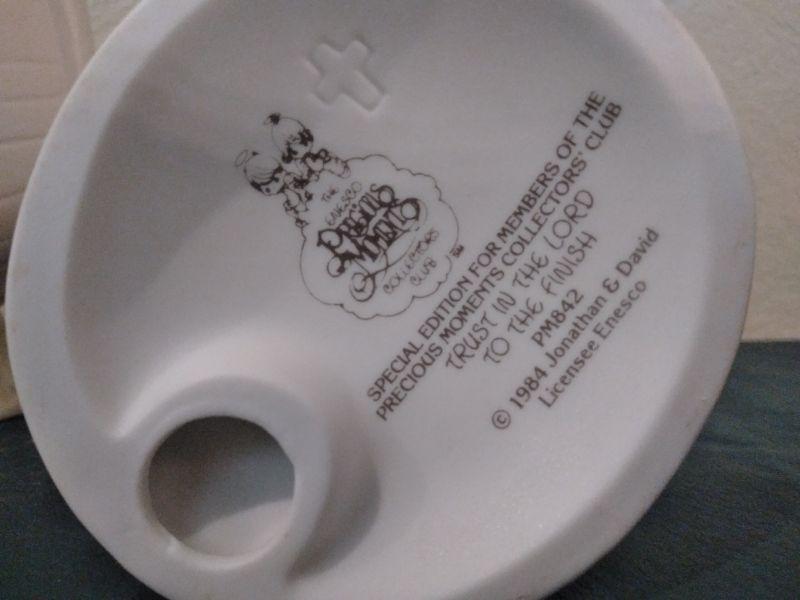 THE
ENESCO
PRECIOUS
MOMENTS
COLLECTORS
CLUB
SPECIAL EDITION FOR MEMBERS OF THE
PRECIOUS MOMENTS COLLECTORS' CLUB
TRUST IN THE LORD
TO THE FINISH
PM842
© 1984 Jonathan & David
Licensee Enesco